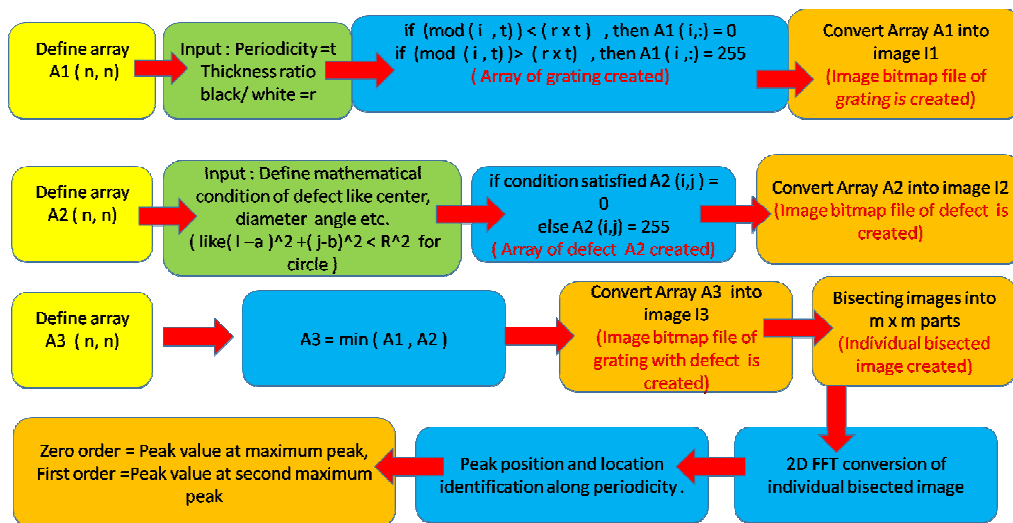 Define array
A1 ( n, n)
Input : Periodicity =t
Thickness ratio
black/ white =r
if (mod ( i , t)) < ( r x t) , then A1 ( i,:) = 0
if (mod ( i , t))> ( r x t) , then A1 ( i,:) = 255
( Array of grating created)
Convert Array A1 into
image I1
(Image bitmap file of
grating is created)
Define array
A2 ( n, n)
Input : Define mathematical
condition of defect like center,
diameter angle etc.
( like( I –a )^2 +( j-b)^2 < R^2 for
circle )
if condition satisfied A2 (i,j ) =
0
else A2 (i,j) = 255
( Array of defect A2 created)
Convert Array A2 into image I2
(Image bitmap file of defect is
created)
Define array
A3 ( n, n)
A3 = min ( A1 , A2 )
Convert Array A3 into
image I3
(Image bitmap file of
grating with defect is
created)
Bisecting images into
m x m parts
(Individual bisected
image created)
Zero order = Peak value at maximum peak,
First order =Peak value at second maximum
peak
Peak position and location
identification along periodicity .
2D FFT conversion of
individual bisected image